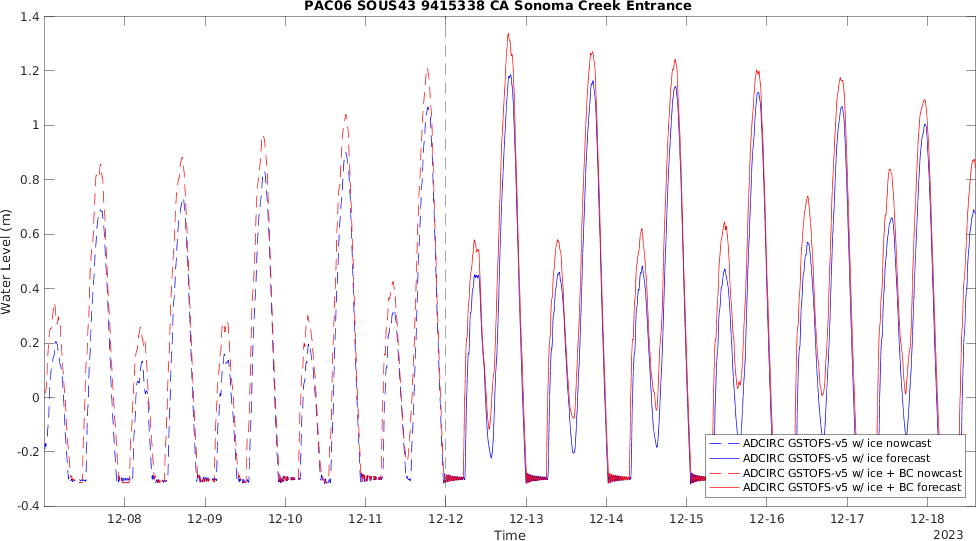 PAC06 SOUS43 9415338 CA Sonoma Creek Entrance
1.4
1.2
1
0.8
0.6
0.4
0.2
0
-0.2
-0.4
Water Level (m)
ADCIRC GSTOFS-v5 w/ ice nowcast
ADCIRC GSTOFS-v5 w/ ice forecast
ADCIRC GSTOFS-v5 w/ ice + BC nowcast
ADCIRC GSTOFS-v5 w/ ice + BC forecast
12-08 12-09 12-10 12-11 12-12 12-13 12-14 12-15 12-16 12-17 12-18
Time
2023